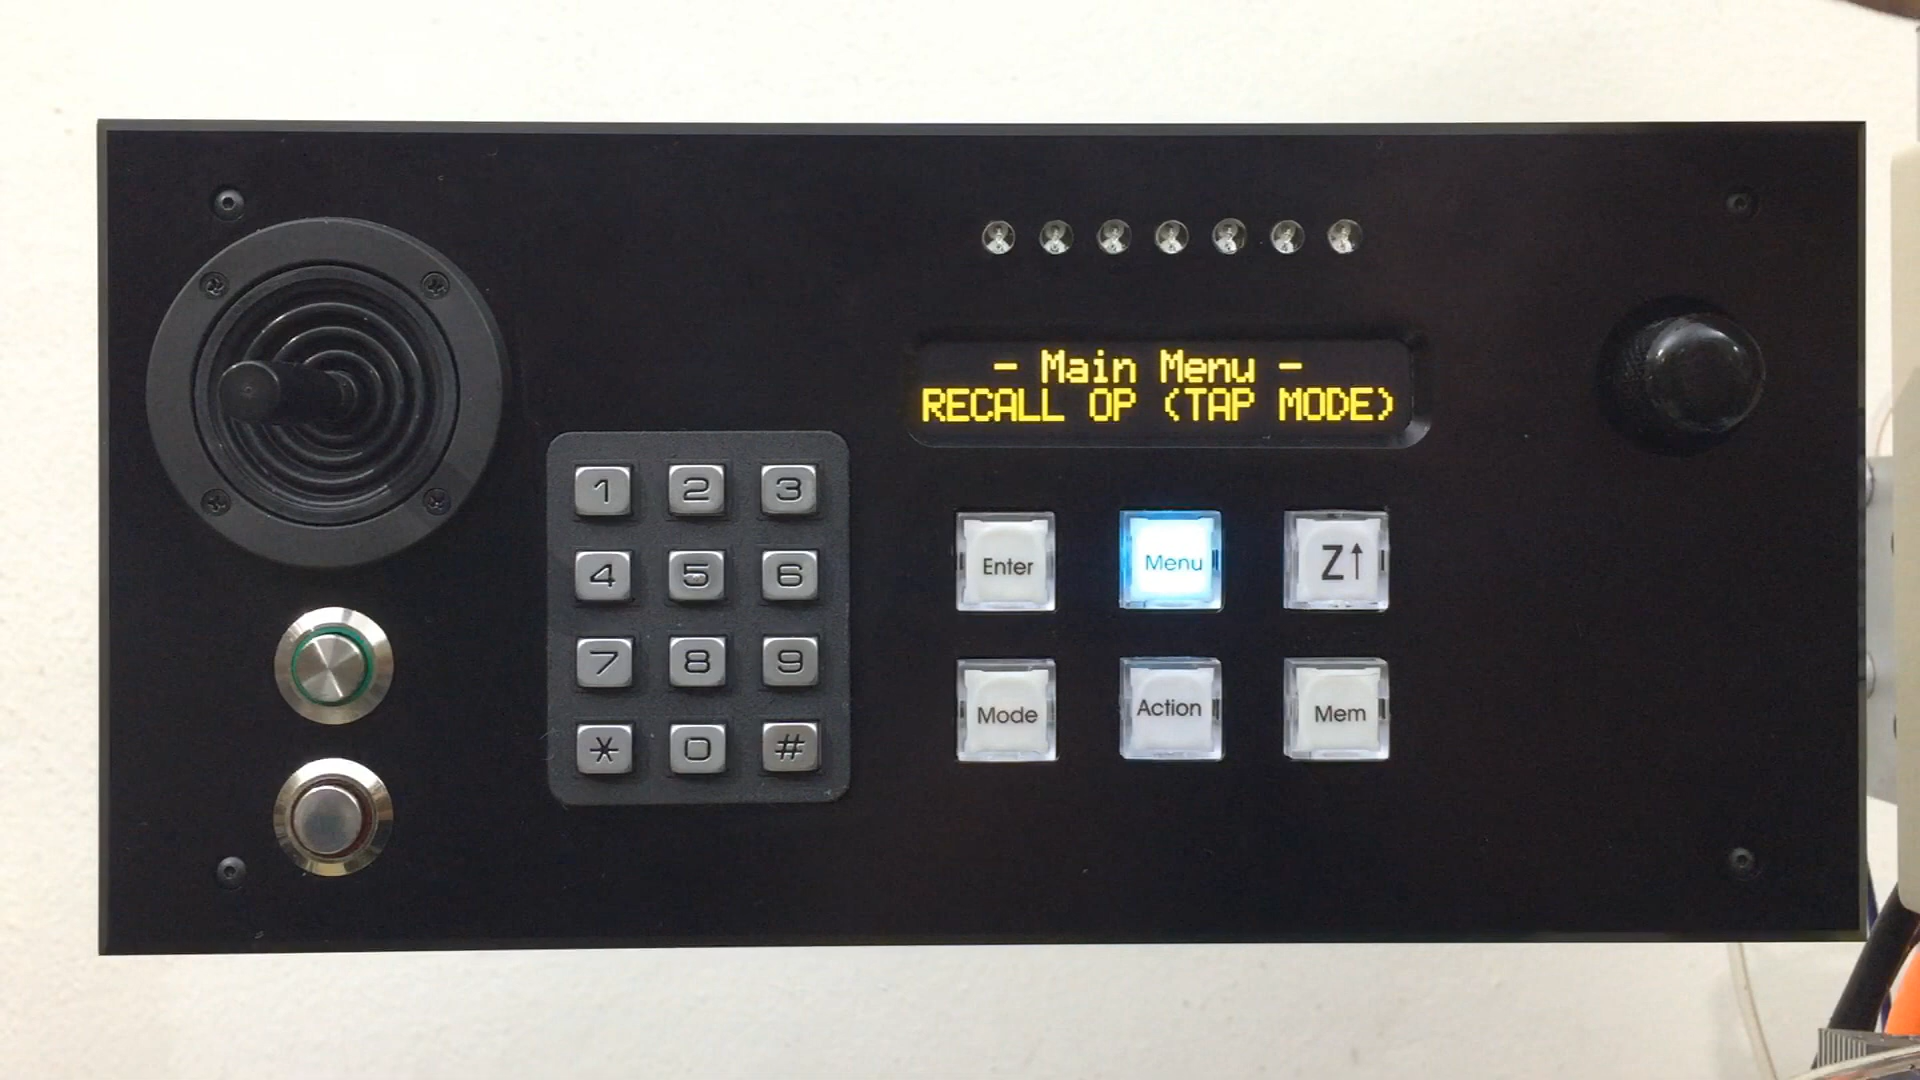 - Main Menu -
RECALL OP (TAP MODE)
1 2 3
4 5 6
7 8 9
* 0 #
Enter Menu Z↑
Mode Action Mem